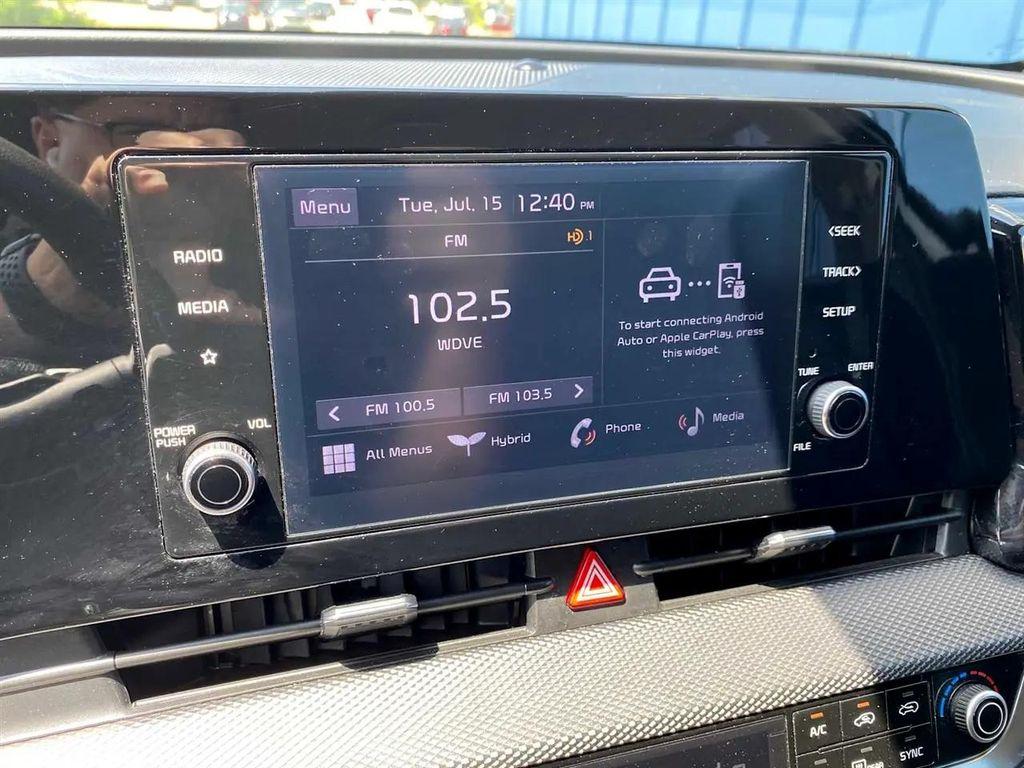 Menu
Tue, Jul. 15 12:40 PM
FM
HD 1
102.5
WDVE
FM 100.5
FM 103.5
To start connecting Android
Auto or Apple CarPlay, press
this widget.
All Menus
Hybrid
Phone
Media
RADIO
MEDIA
POWER
PUSH
VOL
SEEK
TRACK
SETUP
TUNE
ENTER
FILE
A/C
REAR
SYNC